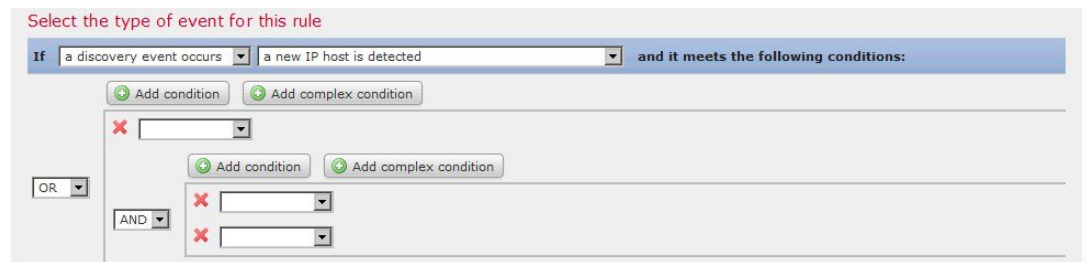 Select the type of event for this rule
If a discovery event occurs a new IP host is detected and it meets the following conditions:
Add condition Add complex condition
Add condition Add complex condition
OR
AND